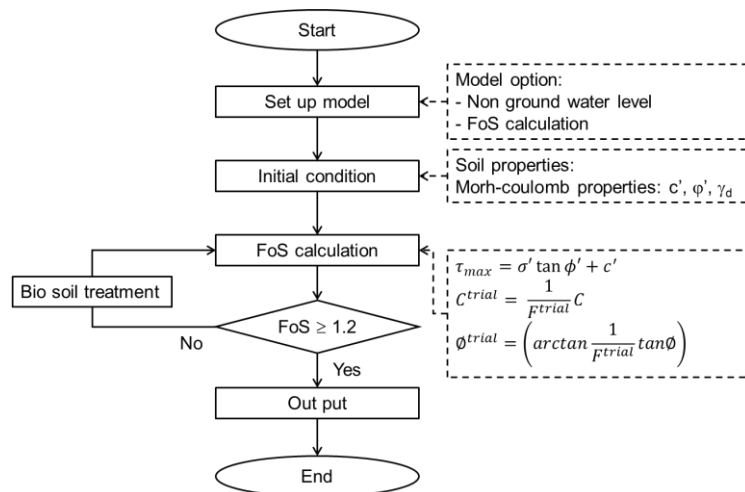 Start
Set up model
Model option:
- Non ground water level
- FoS calculation
Initial condition
Soil properties:
Morh-coulomb properties: c', φ', γ_d
FoS calculation
τ_max = σ′ tan ϕ′ + c′
C^trial = 1/F^trial C
∅^trial = (arctan 1/F^trial tan∅)
Bio soil treatment
FoS ≥ 1.2
No
Yes
Out put
End